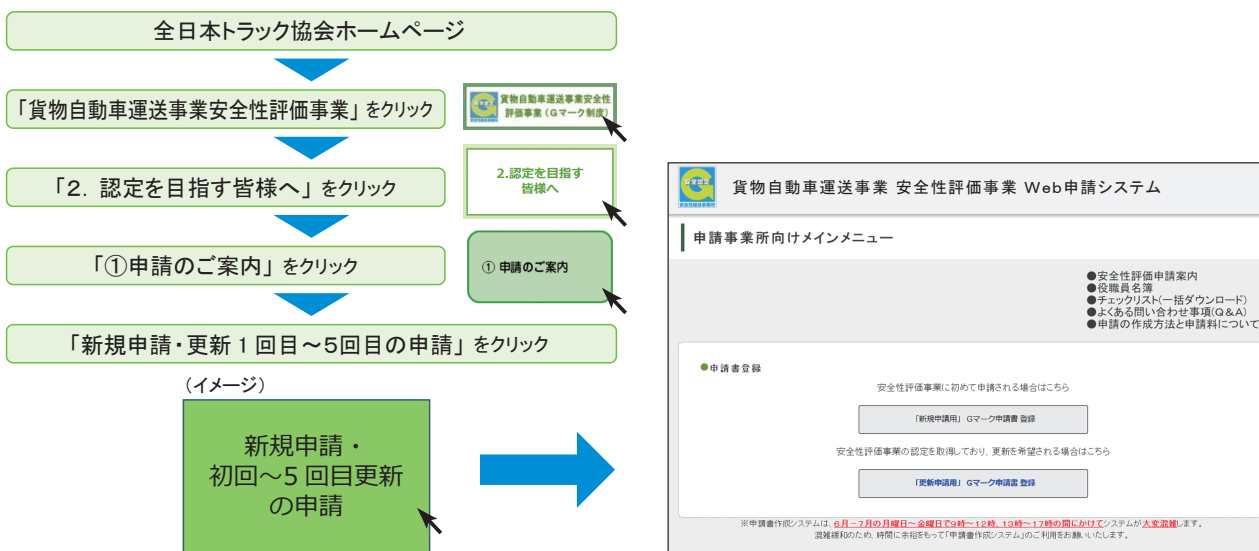 全日本トラック協会ホームページ
「貨物自動車運送事業安全性評価事業」をクリック
貨物自動車運送事業安全性
評価事業(Gマーク制度)
「2. 認定を目指す皆様へ」をクリック
2.認定を目指す
皆様へ
「①申請のご案内」をクリック
① 申請のご案内
「新規申請・更新1回目～5回目の申請」をクリック
(イメージ)
新規申請・
初回～5回目更新
の申請
貨物自動車運送事業 安全性評価事業 Web申請システム
申請事業所向けメインメニュー
●安全性評価申請案内
●役職員名簿
●チェックリスト(一括ダウンロード)
●よくある問い合わせ事項(Q&A)
●申請の作成方法と申請料について
●申請書登録
安全性評価事業に初めて申請される場合はこちら
「新規申請用」 Gマーク申請書 登録
安全性評価事業の認定を取得しており、更新を希望される場合はこちら
「更新申請用」 Gマーク申請書 登録
※申請書作成システムは、6月－7月の月曜日～金曜日で9時～12時、13時～17時の間にかけてシステムが大変混雑します。
混雑緩和のため、時間に余裕をもって「申請書作成システム」のご利用をお願いいたします。